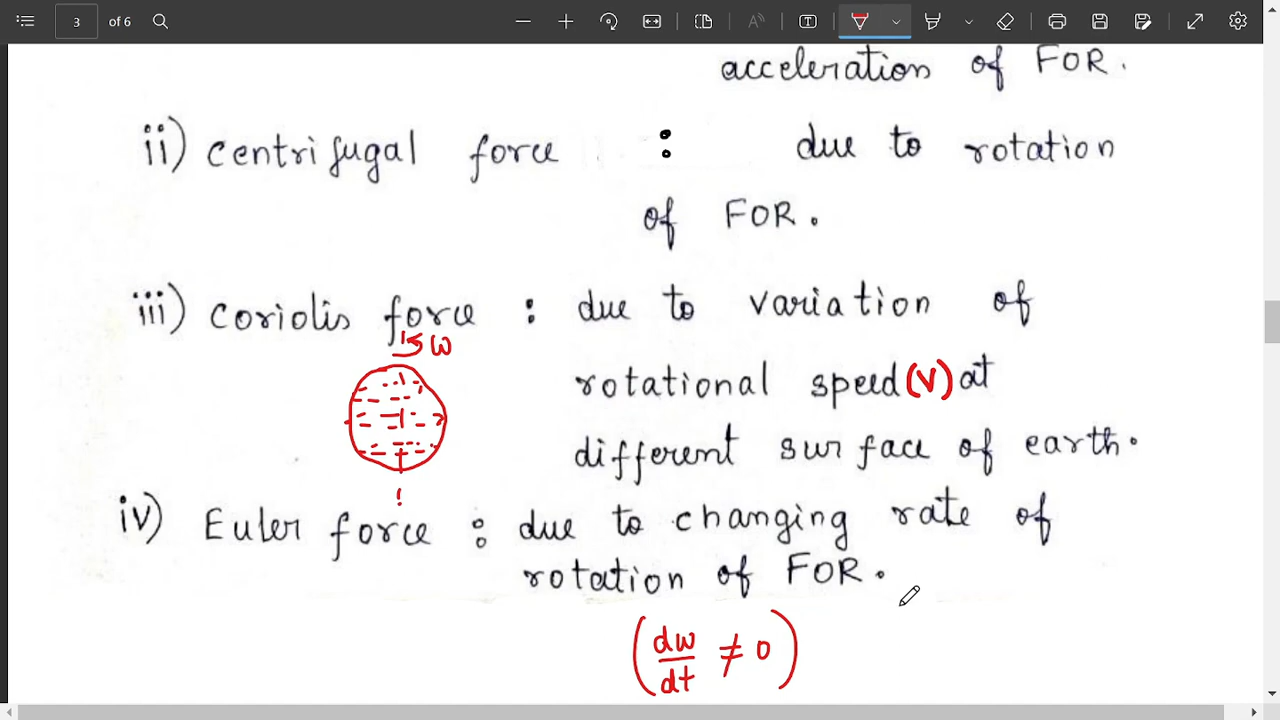 3 of 6
acceleration of FOR.
ii) centrifugal force : due to rotation
of FOR.
iii) coriolis force : due to variation of
ω
rotational speed (V) at
different surface of earth.
iv) Euler force : due to changing rate of
rotation of FOR.
(dω/dt ≠ 0)